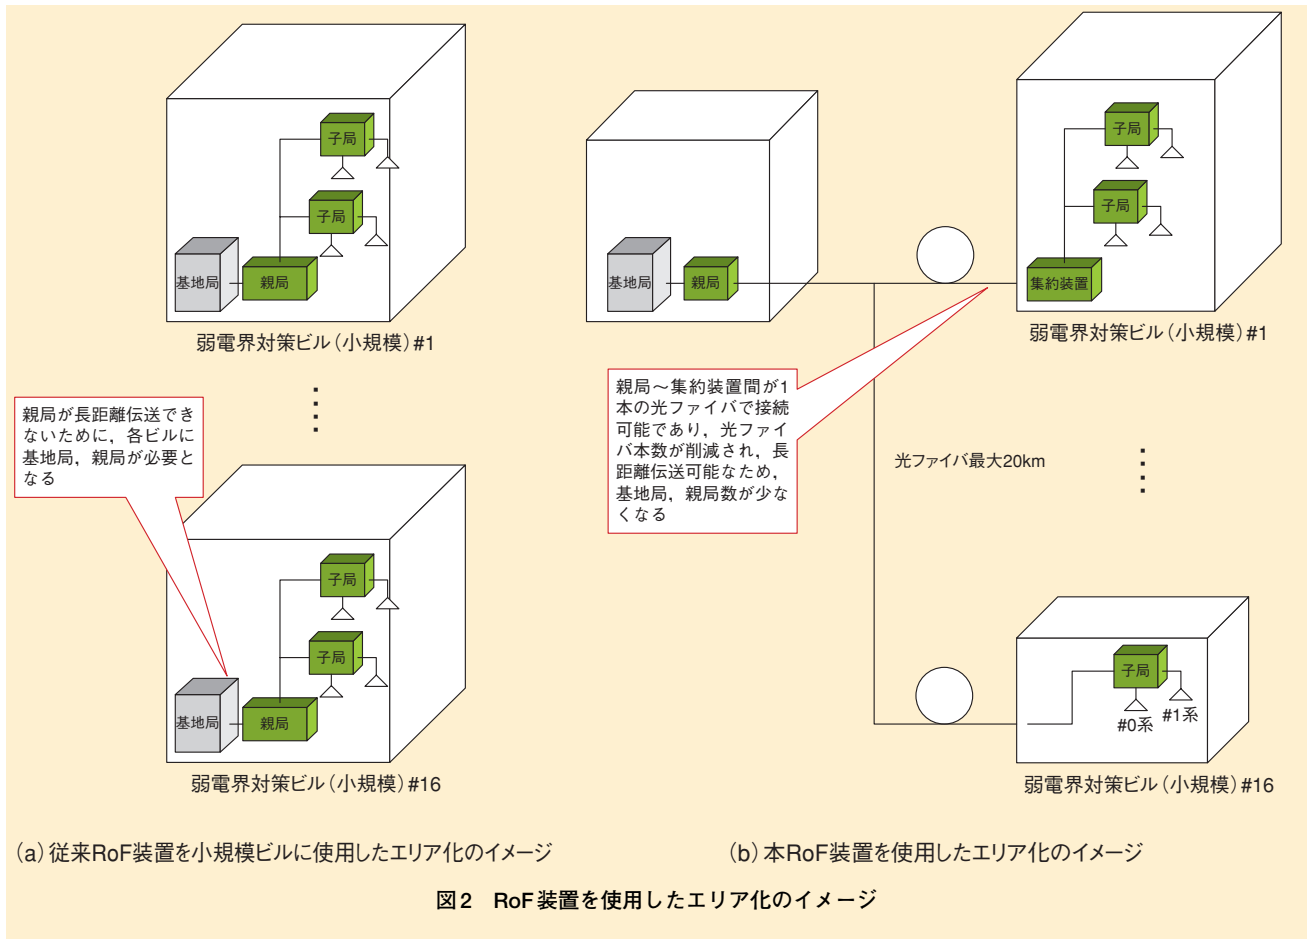 子局
子局
基地局
親局
弱電界対策ビル（小規模）#1
親局が長距離伝送でき
ないために，各ビルに
基地局，親局が必要と
なる
子局
子局
基地局
親局
弱電界対策ビル（小規模）#16
（a）従来RoF装置を小規模ビルに使用したエリア化のイメージ
基地局
親局
子局
子局
集約装置
弱電界対策ビル（小規模）#1
親局～集約装置間が1
本の光ファイバで接続
可能であり，光ファイ
バ本数が削減され，長
距離伝送可能なため，
基地局，親局数が少な
くなる
光ファイバ最大20km
子局
#0系
#1系
弱電界対策ビル（小規模）#16
（b）本RoF装置を使用したエリア化のイメージ
図2　RoF装置を使用したエリア化のイメージ